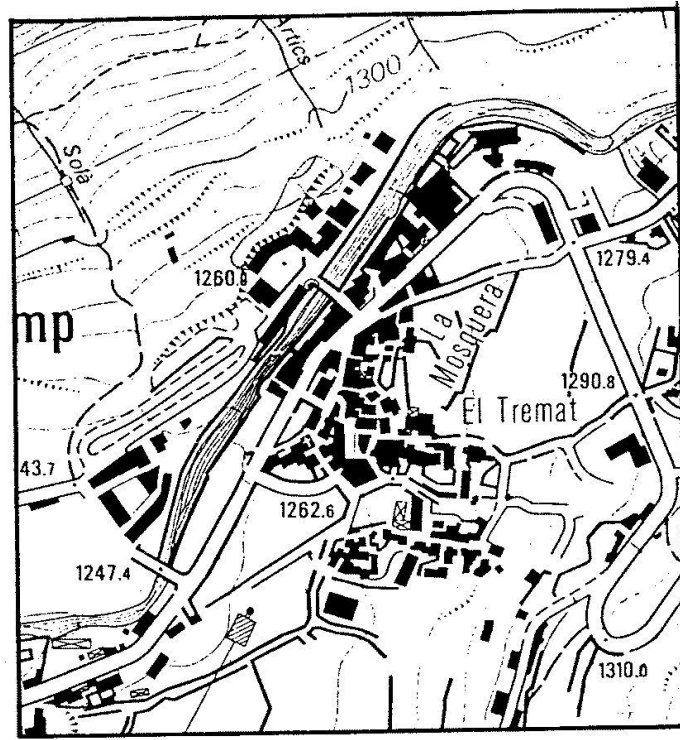 Artics
1300
Solà
1260.9
1279.4
mp
La
Mosquera
1290.8
El Tremat
43.7
1262.6
1247.4
1310.0